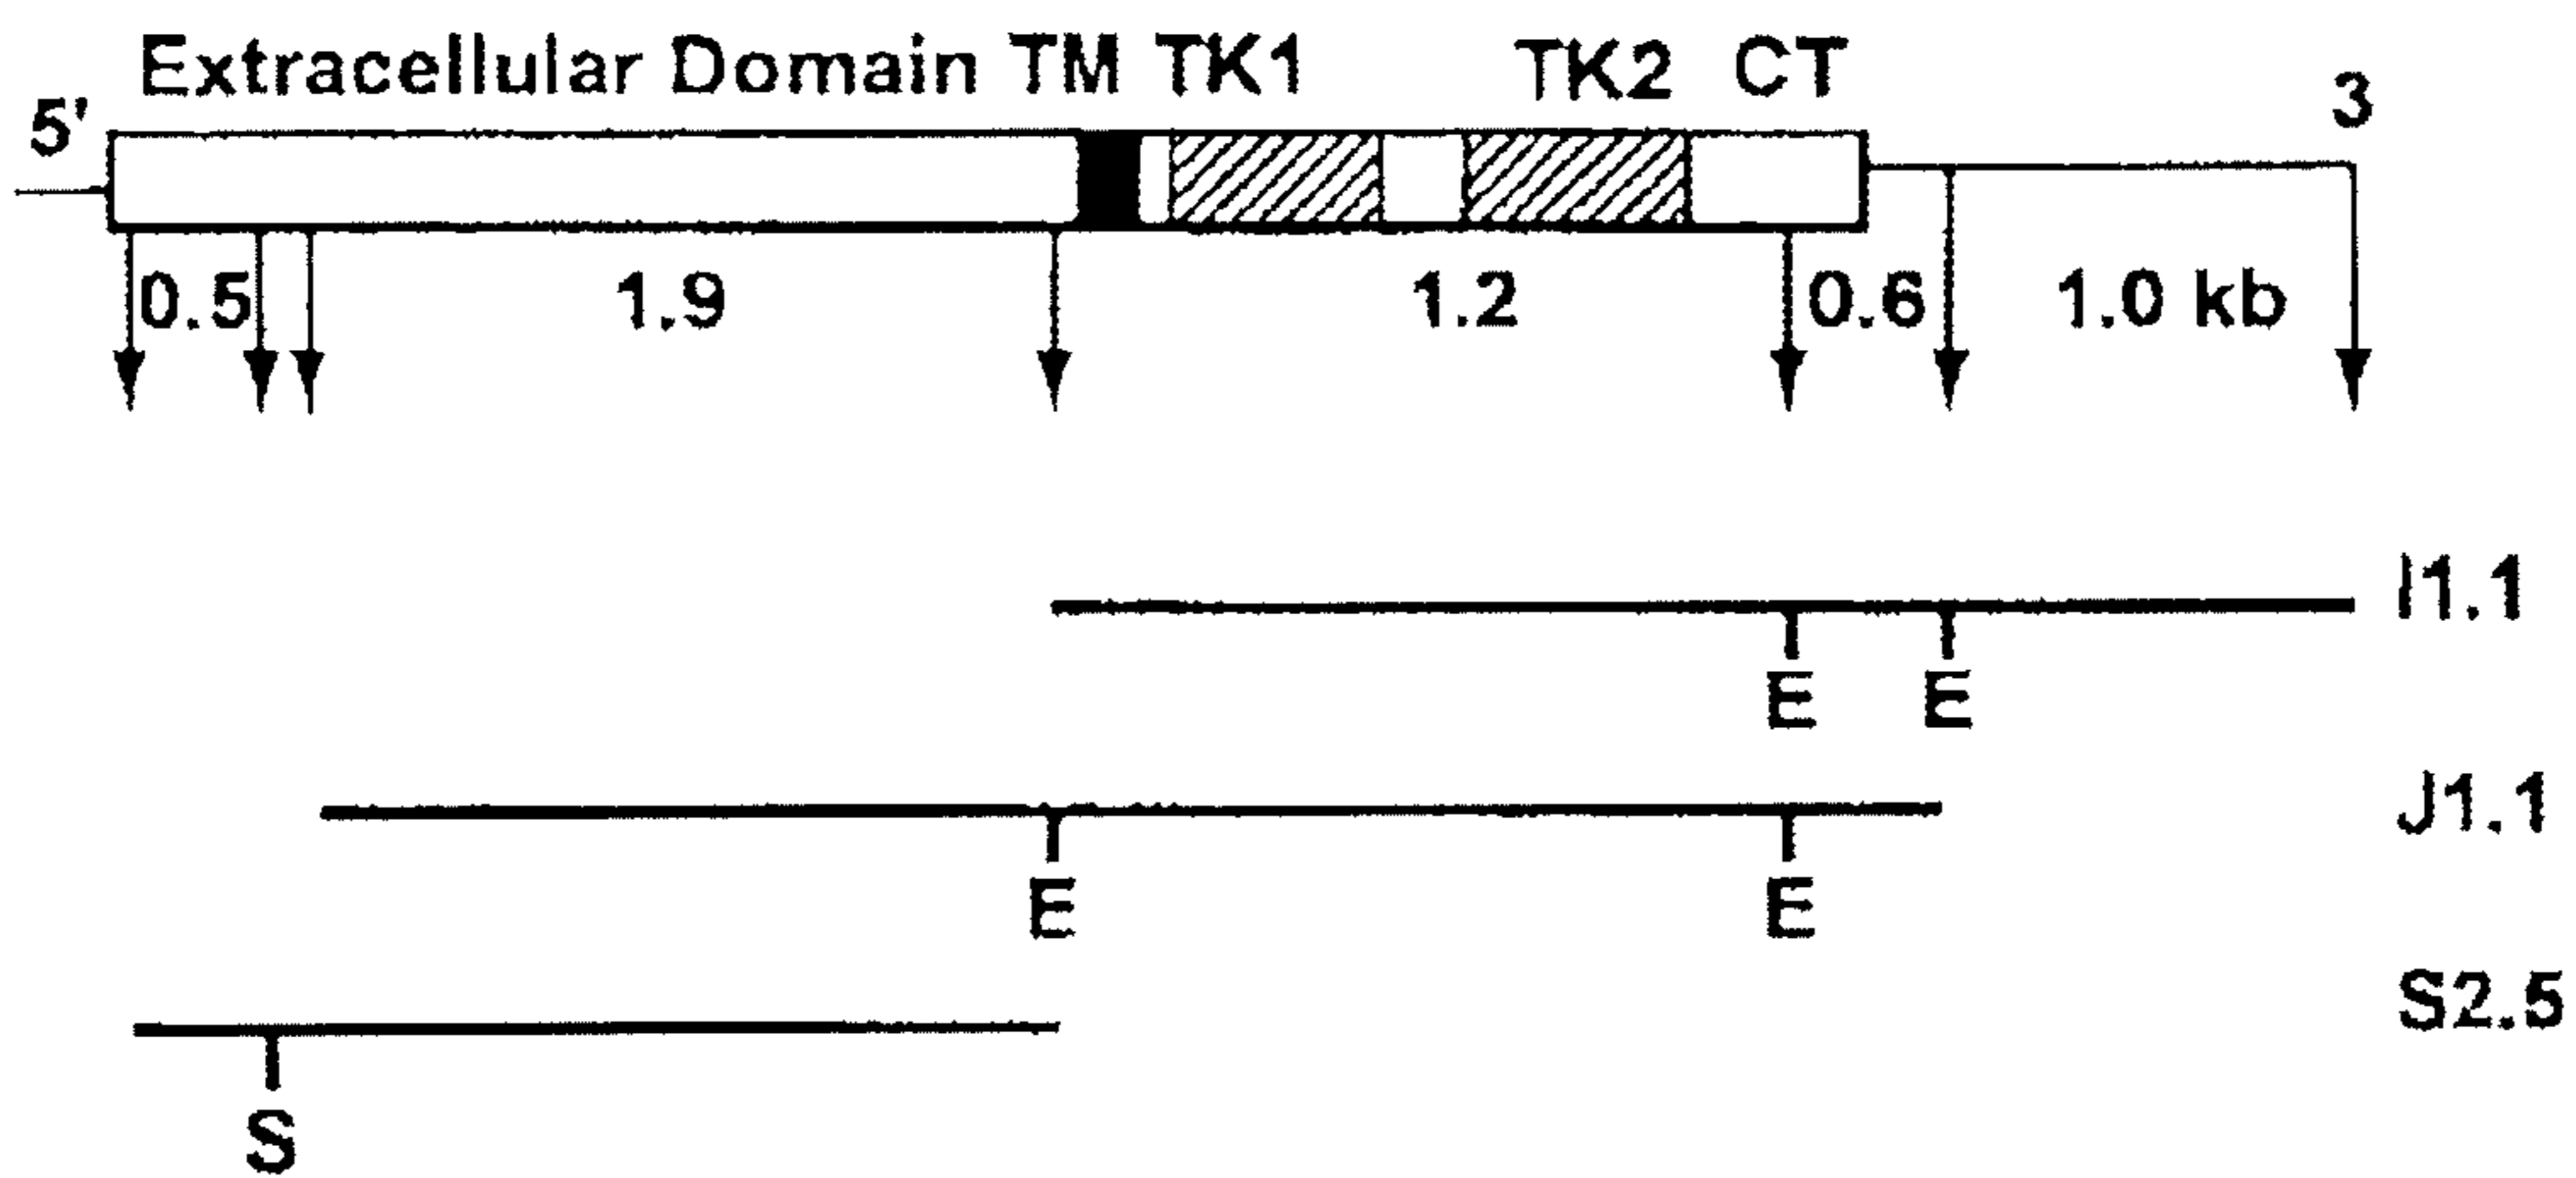 Extracellular Domain TM TK1 TK2 CT
5' 3
0.5 1.9 1.2 0.6 1.0 kb
I1.1
E E
J1.1
E E
S2.5
S